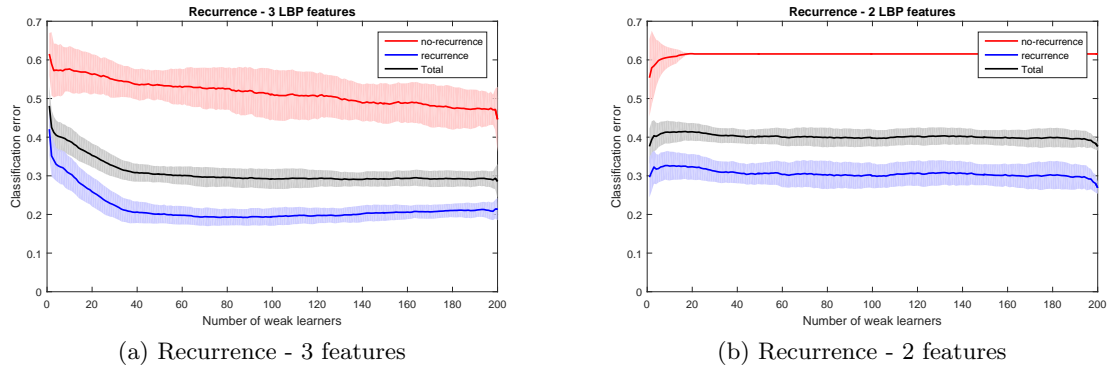 Recurrence - 3 LBP features
0.7
0.6
0.5
0.4
0.3
0.2
0.1
0
Classification error
no-recurrence
recurrence
Total
0 20 40 60 80 100 120 140 160 180 200
Number of weak learners
(a) Recurrence - 3 features
Recurrence - 2 LBP features
0.7
0.6
0.5
0.4
0.3
0.2
0.1
0
Classification error
no-recurrence
recurrence
Total
0 20 40 60 80 100 120 140 160 180 200
Number of weak learners
(b) Recurrence - 2 features